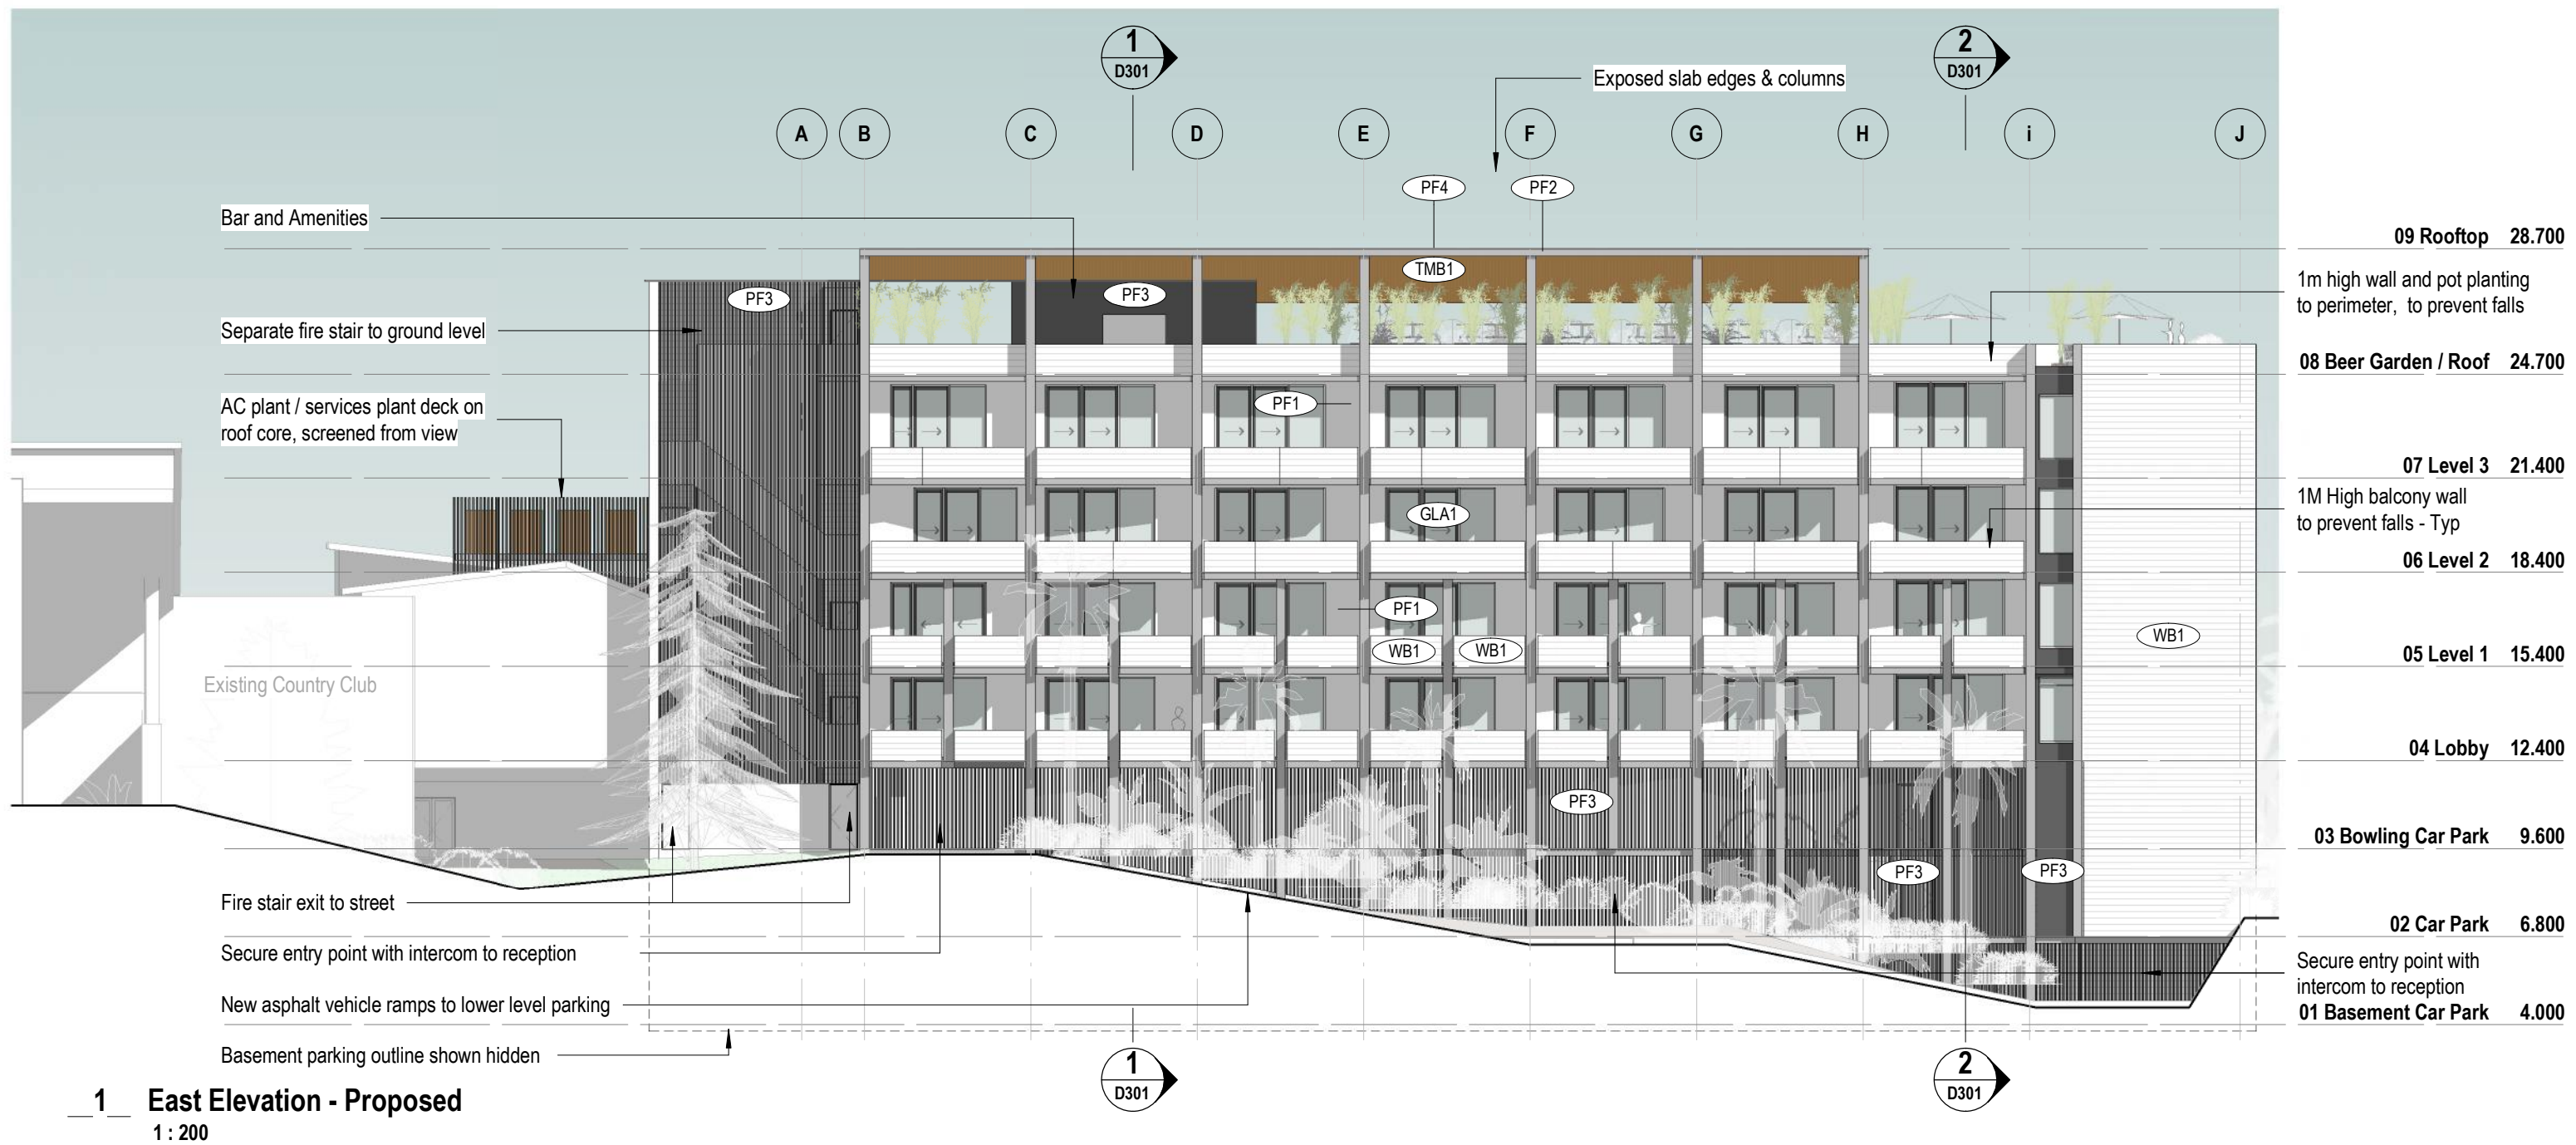 1
D301
2
D301
Exposed slab edges & columns
A
B
C
D
E
F
G
H
i
J
PF4
PF2
Bar and Amenities
09 Rooftop 28.700
TMB1
PF3
PF3
1m high wall and pot planting
to perimeter, to prevent falls
Separate fire stair to ground level
08 Beer Garden / Roof 24.700
AC plant / services plant deck on
roof core, screened from view
PF1
07 Level 3 21.400
1M High balcony wall
to prevent falls - Typ
GLA1
06 Level 2 18.400
PF1
WB1
WB1
WB1
05 Level 1 15.400
Existing Country Club
04 Lobby 12.400
PF3
03 Bowling Car Park 9.600
PF3
PF3
Fire stair exit to street
02 Car Park 6.800
Secure entry point with intercom to reception
Secure entry point with
intercom to reception
New asphalt vehicle ramps to lower level parking
01 Basement Car Park 4.000
Basement parking outline shown hidden
1
D301
2
D301
1 East Elevation - Proposed
1 : 200